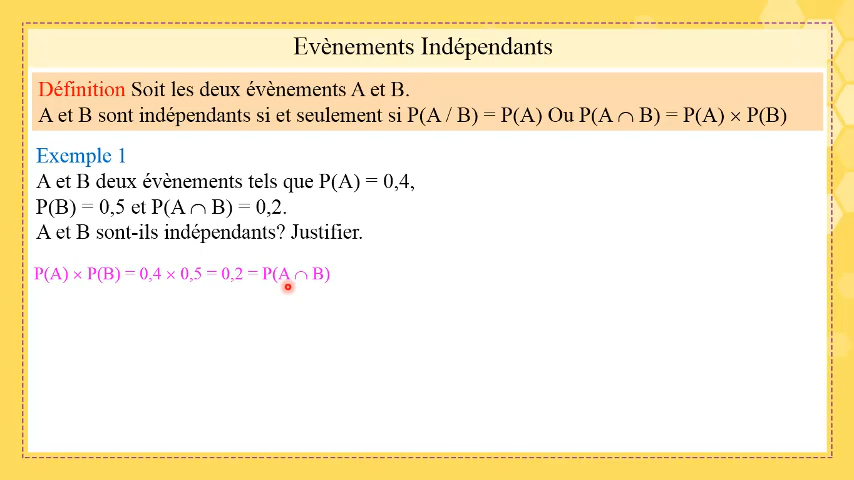 Evènements Indépendants
Définition Soit les deux évènements A et B.
A et B sont indépendants si et seulement si P(A / B) = P(A) Ou P(A ∩ B) = P(A) × P(B)
Exemple 1
A et B deux évènements tels que P(A) = 0,4,
P(B) = 0,5 et P(A ∩ B) = 0,2.
A et B sont-ils indépendants? Justifier.
P(A) × P(B) = 0,4 × 0,5 = 0,2 = P(A ∩ B)